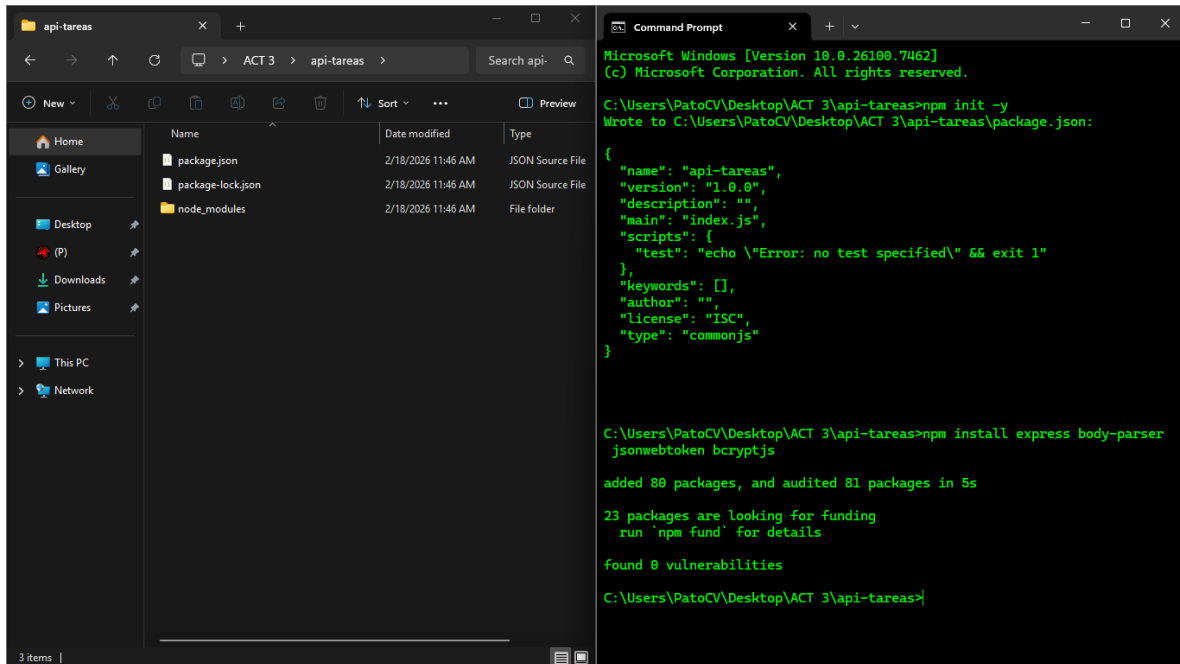 api-tareas
ACT 3 > api-tareas >
Search api-
New
Sort
Preview
Home
Gallery
Desktop
(P)
Downloads
Pictures
This PC
Network
Name Date modified Type
package.json 2/18/2026 11:46 AM JSON Source File
package-lock.json 2/18/2026 11:46 AM JSON Source File
node_modules 2/18/2026 11:46 AM File folder
3 items
Command Prompt
Microsoft Windows [Version 10.0.26100.7462]
(c) Microsoft Corporation. All rights reserved.
C:\Users\PatoCV\Desktop\ACT 3\api-tareas>npm init -y
Wrote to C:\Users\PatoCV\Desktop\ACT 3\api-tareas\package.json:
{
  "name": "api-tareas",
  "version": "1.0.0",
  "description": "",
  "main": "index.js",
  "scripts": {
    "test": "echo \"Error: no test specified\" && exit 1"
  },
  "keywords": [],
  "author": "",
  "license": "ISC",
  "type": "commonjs"
}
C:\Users\PatoCV\Desktop\ACT 3\api-tareas>npm install express body-parser
 jsonwebtoken bcryptjs
added 80 packages, and audited 81 packages in 5s
23 packages are looking for funding
  run `npm fund` for details
found 0 vulnerabilities
C:\Users\PatoCV\Desktop\ACT 3\api-tareas>